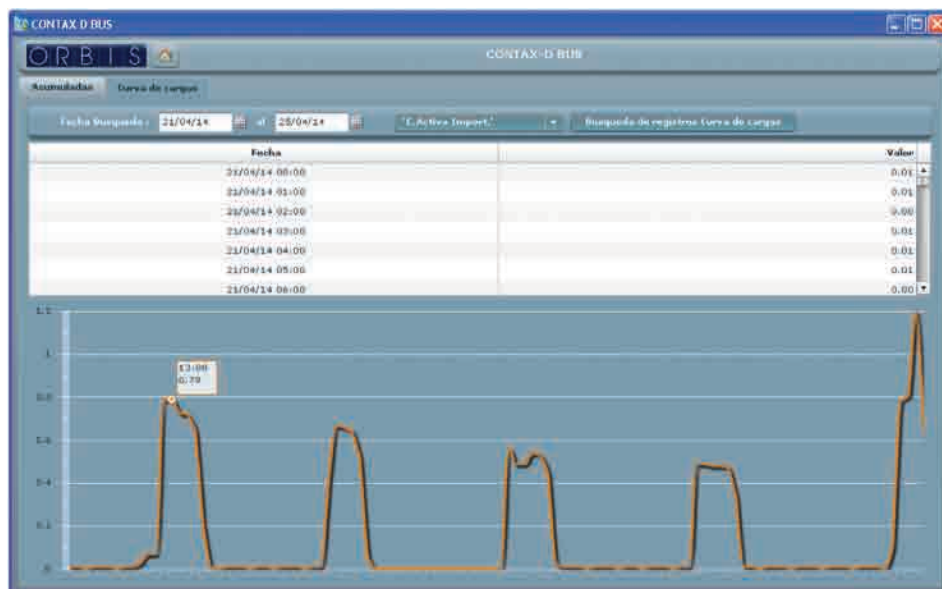 CONTAX D BUS
ORBIS
CONTAX-D BUS
Acumuladas Curva de cargas
Fecha Busqueda : 21/04/14 al 25/04/14 'E.Activa Import.' Busqueda de registros Curva de cargas
Fecha Valor
21/04/14 00:00 0.01
21/04/14 01:00 0.01
21/04/14 02:00 0.00
21/04/14 03:00 0.01
21/04/14 04:00 0.01
21/04/14 05:00 0.01
21/04/14 06:00 0.00
1.2
1
13:00
0.79
0.8
0.6
0.4
0.2
0